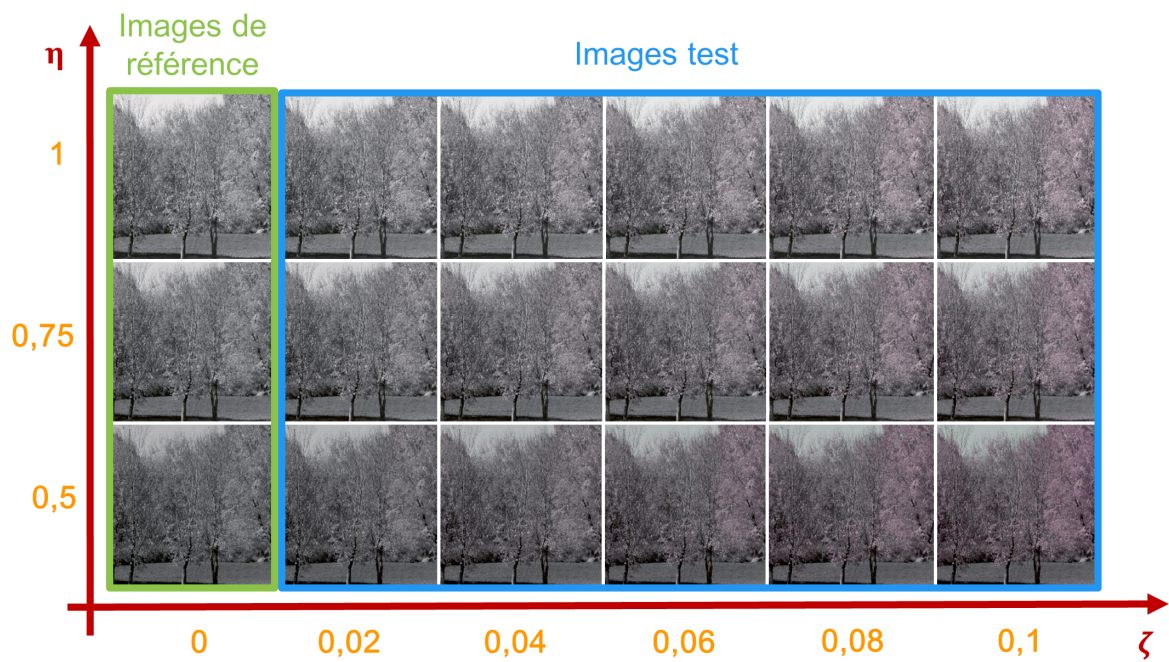 Images de
référence
Images test
η
1
0,75
0,5
0
0,02
0,04
0,06
0,08
0,1
ζ